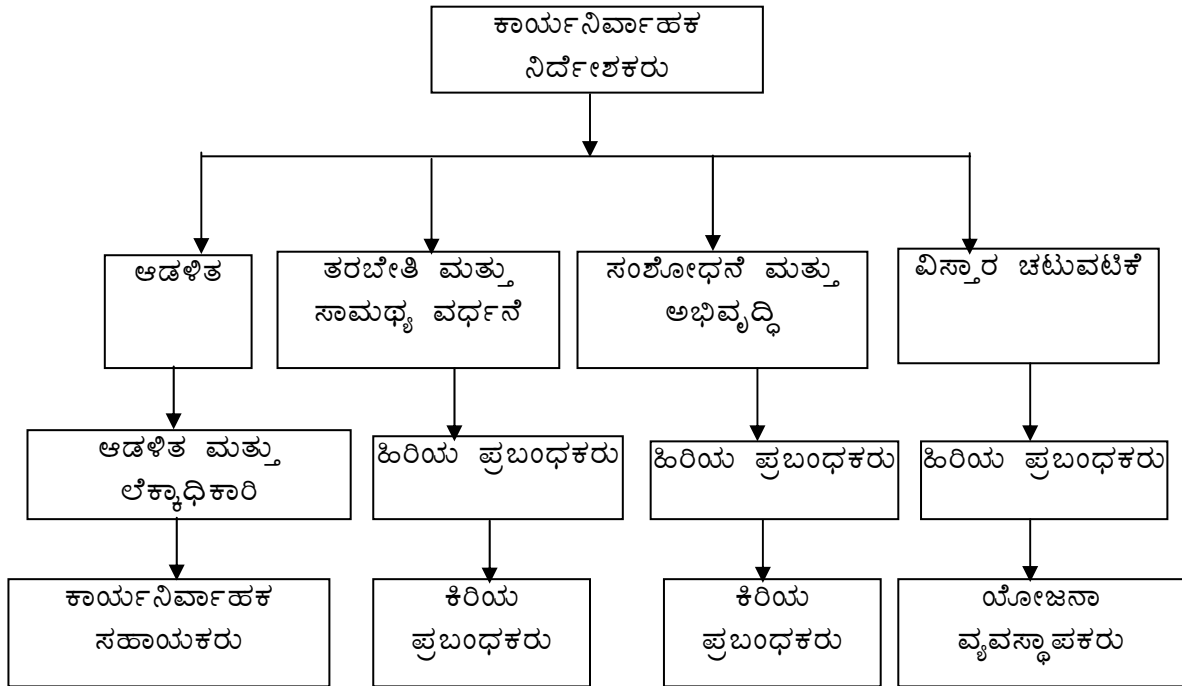 ಕಾರ್ಯನಿರ್ವಾಹಕ
ನಿರ್ದೇಶಕರು
ಆಡಳಿತ
ತರಬೇತಿ ಮತ್ತು
ಸಾಮಥ್ಯ ವರ್ಧನೆ
ಸಂಶೋಧನೆ ಮತ್ತು
ಅಭಿವೃದ್ಧಿ
ವಿಸ್ತಾರ ಚಟುವಟಿಕೆ
ಆಡಳಿತ ಮತ್ತು
ಲೆಕ್ಕಾಧಿಕಾರಿ
ಹಿರಿಯ ಪ್ರಬಂಧಕರು
ಹಿರಿಯ ಪ್ರಬಂಧಕರು
ಹಿರಿಯ ಪ್ರಬಂಧಕರು
ಕಾರ್ಯನಿರ್ವಾಹಕ
ಸಹಾಯಕರು
ಕಿರಿಯ
ಪ್ರಬಂಧಕರು
ಕಿರಿಯ
ಪ್ರಬಂಧಕರು
ಯೋಜನಾ
ವ್ಯವಸ್ಥಾಪಕರು